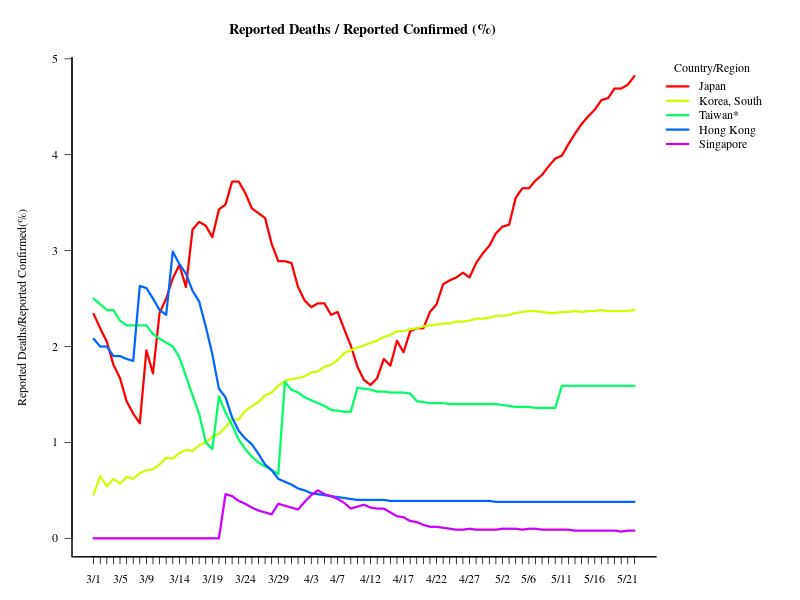 Reported Deaths / Reported Confirmed (%)
Reported Deaths/Reported Confirmed(%)
5
4
3
2
1
0
3/1 3/5 3/9 3/14 3/19 3/24 3/29 4/3 4/7 4/12 4/17 4/22 4/27 5/2 5/6 5/11 5/16 5/21
Country/Region
Japan
Korea, South
Taiwan*
Hong Kong
Singapore